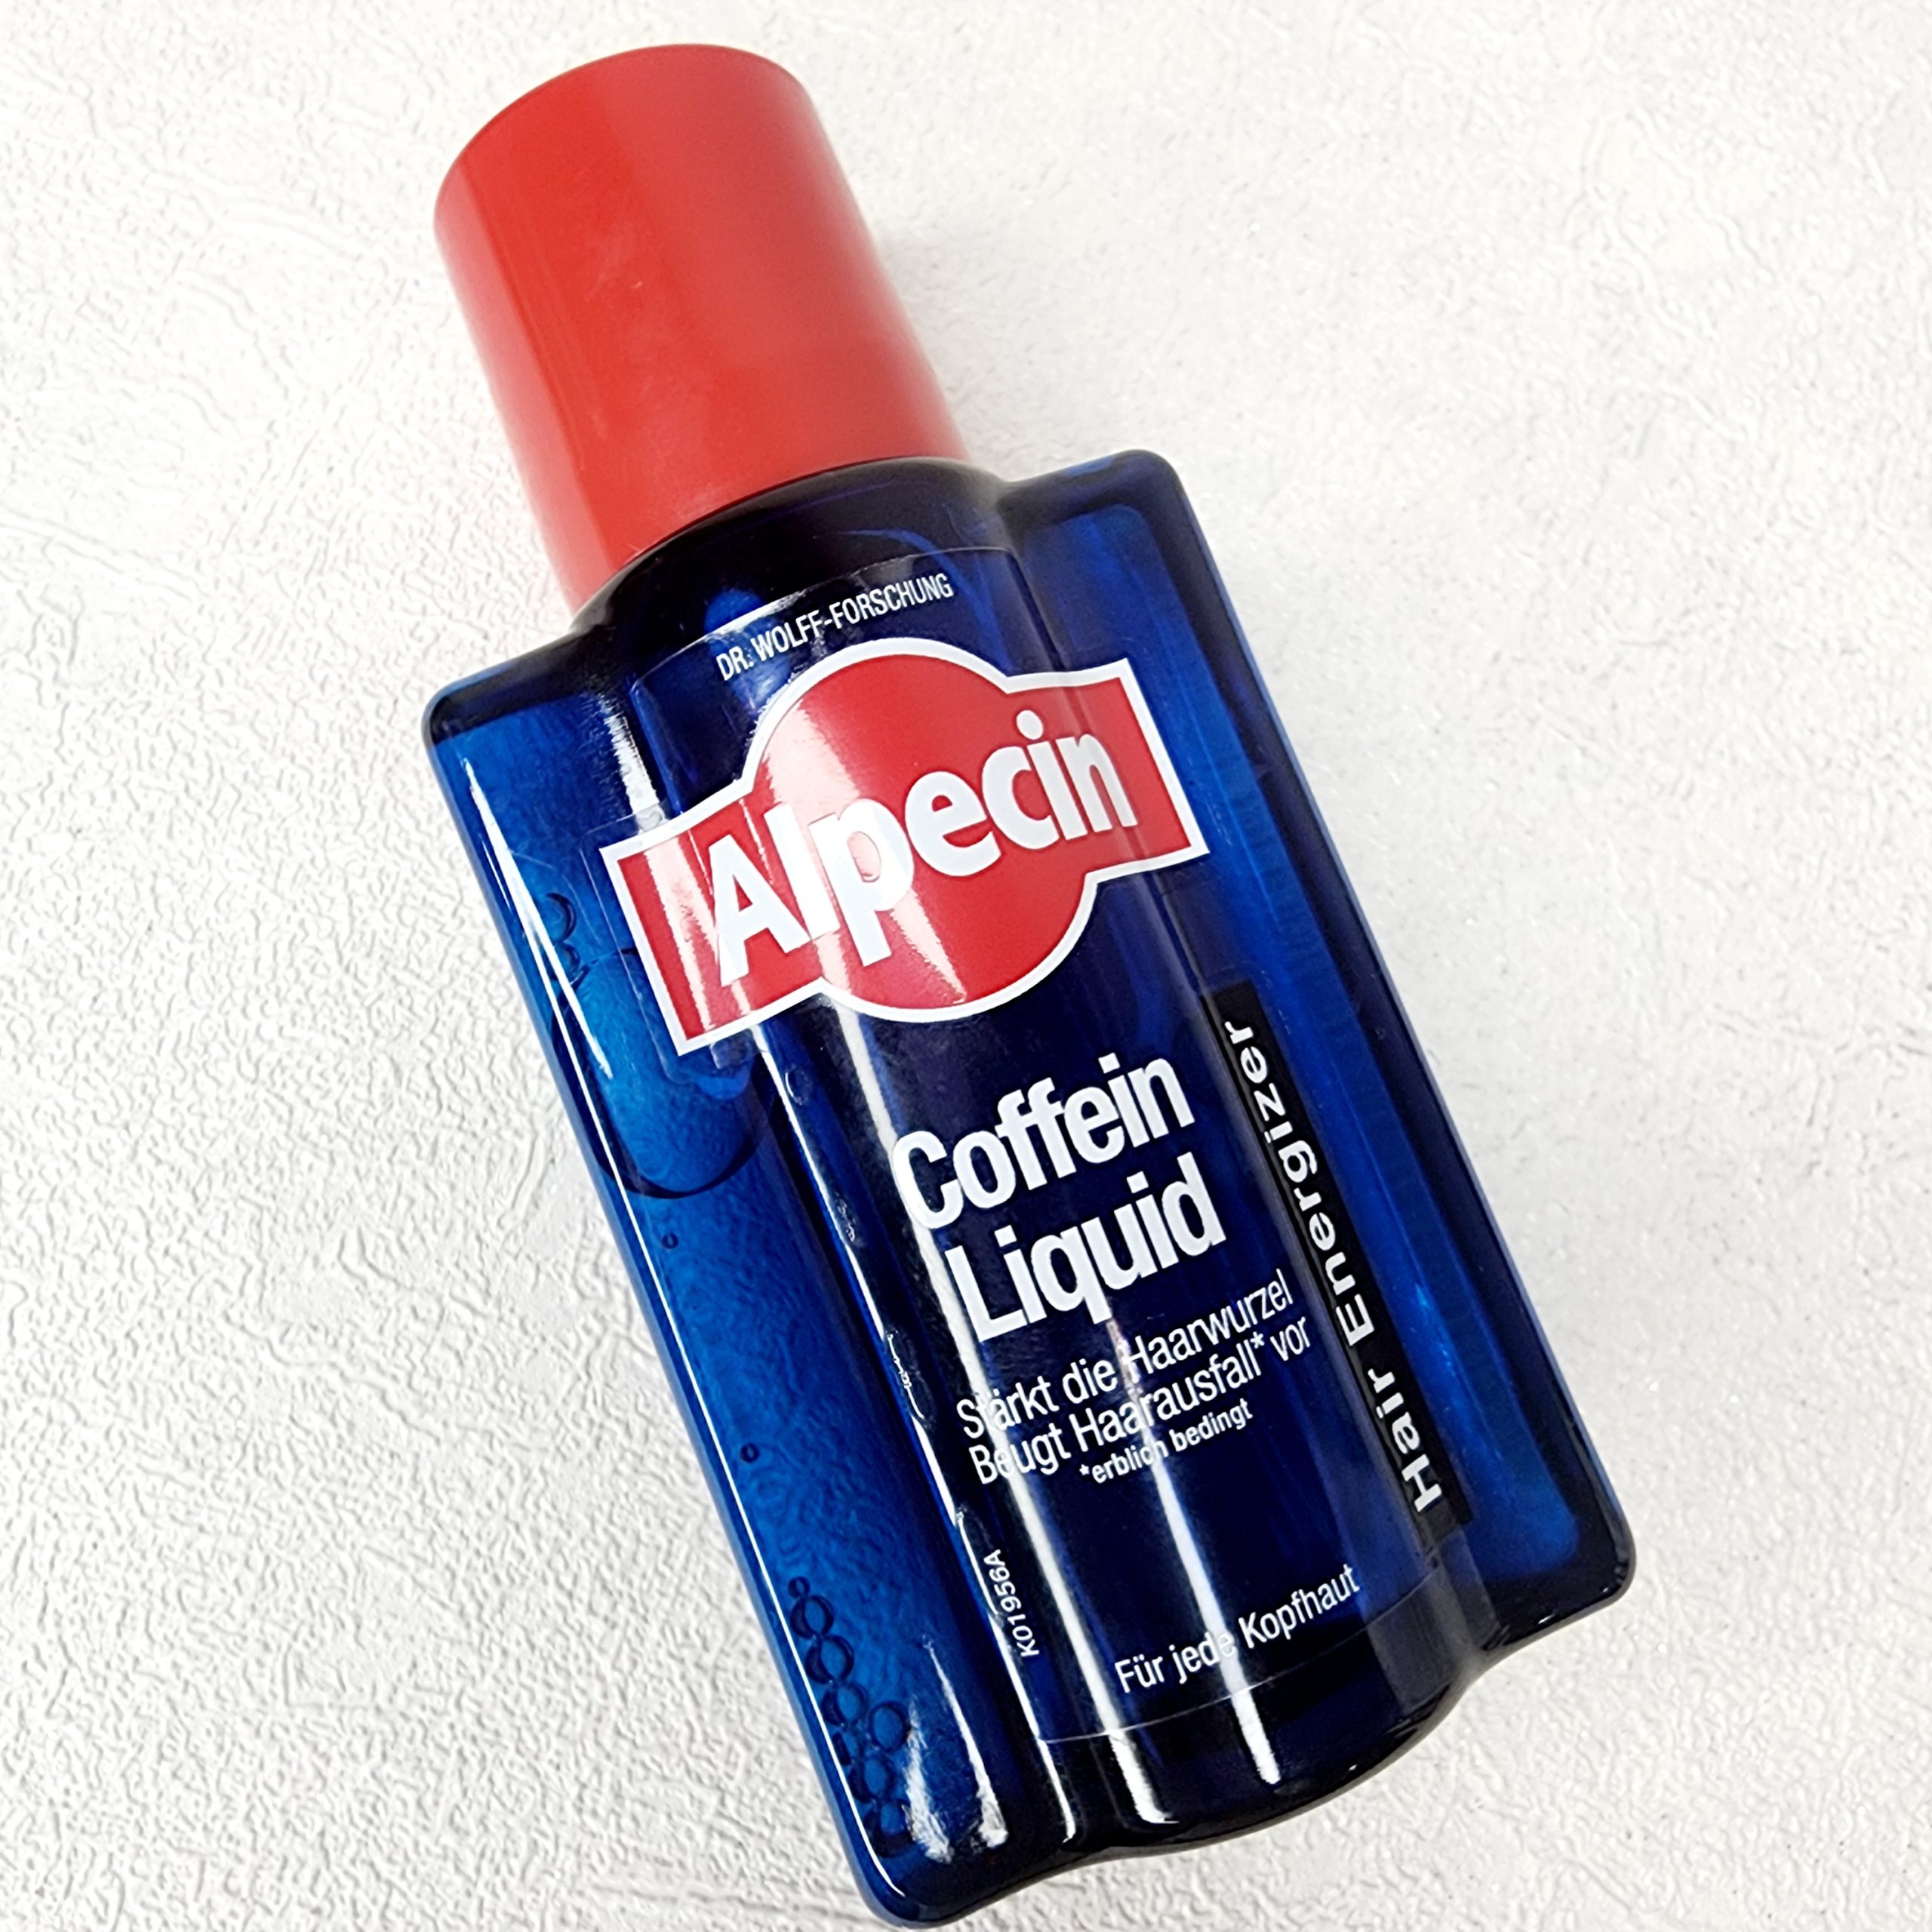 DR. WOLFF-FORSCHUNG
Alpecin
Coffein
Liquid
Stärkt die Haarwurzel
Beugt Haarausfall* vor
*erblich bedingt
Hair Energizer
K01956A
Für jede Kopfhaut